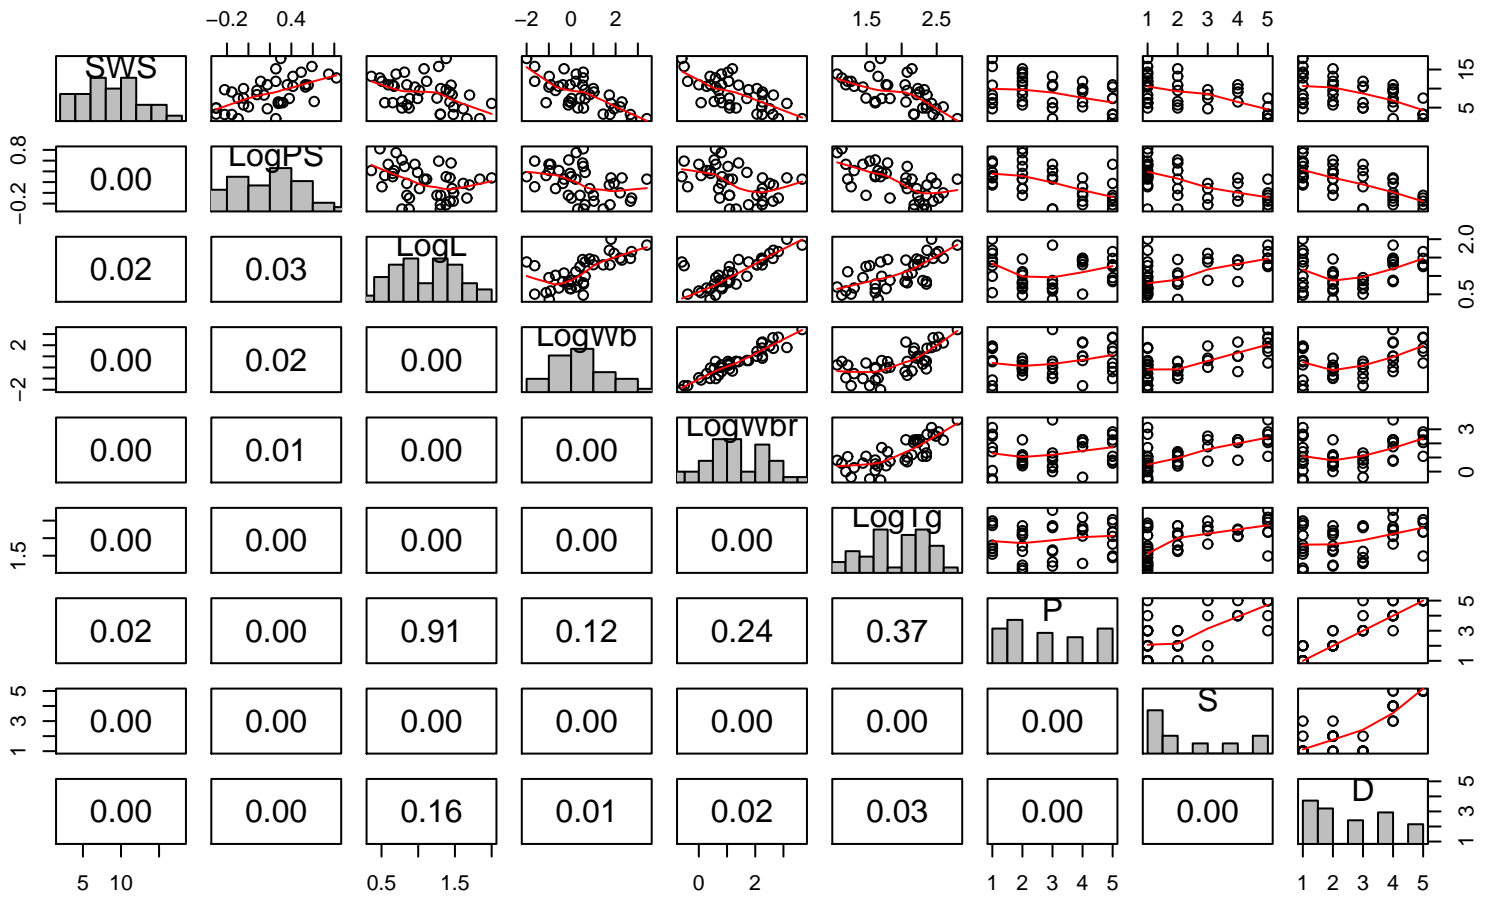 −0.2 0.4 −2 0 2 1.5 2.5 1 2 3 4 5
SWS 5 15
−0.2 0.8 0.00 LogPS
0.02 0.03 LogL 0.5 2.0
−2 2 0.00 0.02 0.00 LogWb
0.00 0.01 0.00 0.00 LogWbr 0 3
1.5 0.00 0.00 0.00 0.00 0.00 LogTg
0.02 0.00 0.91 0.12 0.24 0.37 P 1 3 5
1 3 5 0.00 0.00 0.00 0.00 0.00 0.00 0.00 S
0.00 0.00 0.16 0.01 0.02 0.03 0.00 0.00 D 1 3 5
5 10 0.5 1.5 0 2 1 2 3 4 5 1 2 3 4 5